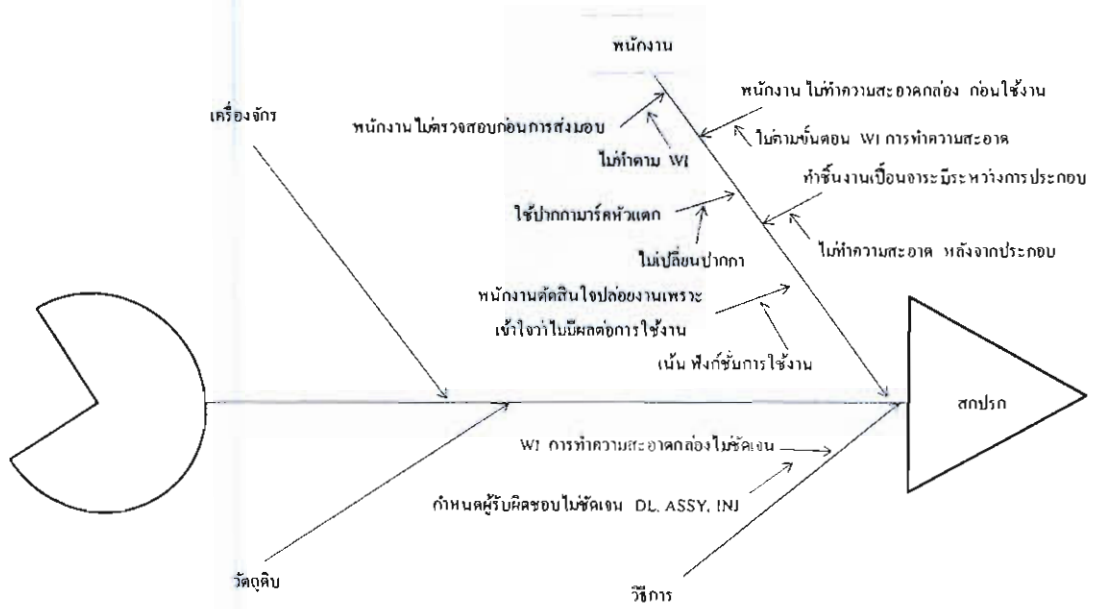 พนักงาน
เครื่องจักร
พนักงานไม่ตรวจสอบก่อนการส่งมอบ
ไม่ทำตาม WI
ใช้ปากกามาร์คหัวแตก
ไม่เปลี่ยนปากกา
พนักงานตัดสินใจปล่อยงานเพราะ
เข้าใจว่าไม่มีผลต่อการใช้งาน
เน้น ฟังก์ชั่นการใช้งาน
พนักงาน ไม่ทำความสะอาดกล่อง ก่อนใช้งาน
ไม่ตามขั้นตอน WI การทำความสะอาด
ทำชิ้นงานเปื้อนจาระบีระหว่างการประกอบ
ไม่ทำความสะอาด หลังจากประกอบ
สกปรก
WI การทำความสะอาดกล่องไม่ชัดเจน
กำหนดผู้รับผิดชอบไม่ชัดเจน DL, ASSY, INJ
วัตถุดิบ
วิธีการ